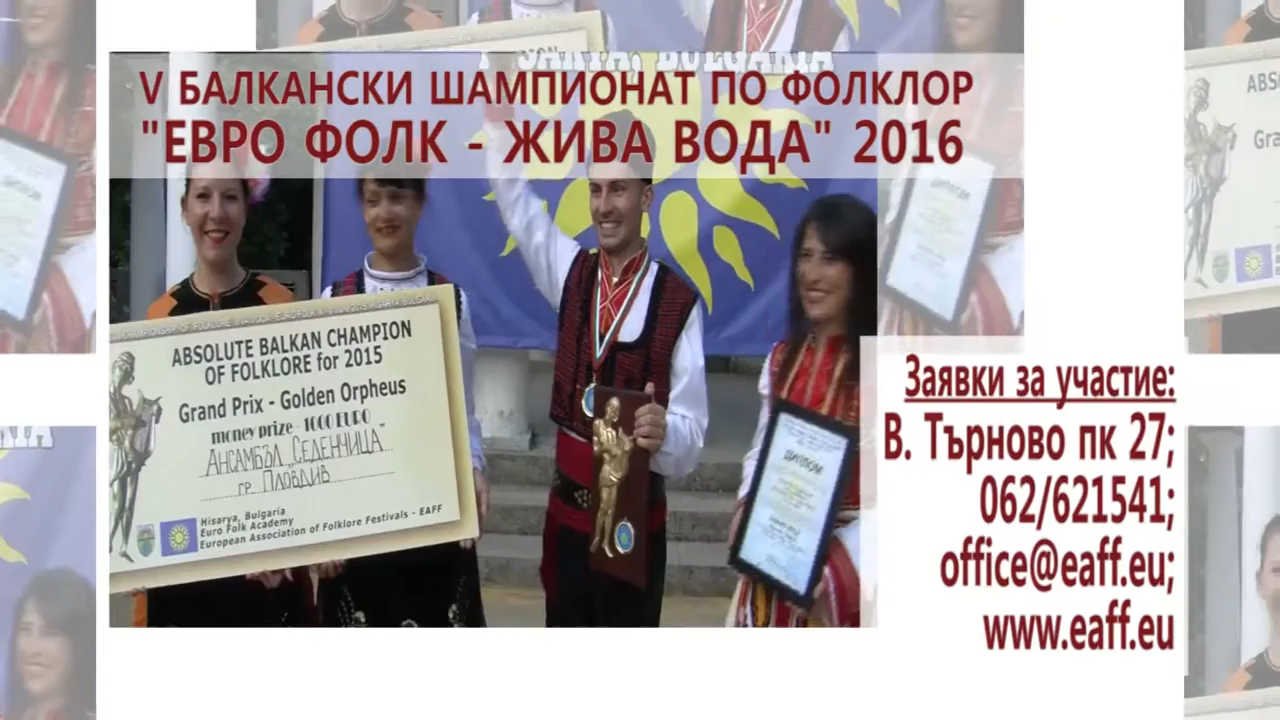 V БАЛКАНСКИ ШАМПИОНАТ ПО ФОЛКЛОР
"ЕВРО ФОЛК - ЖИВА ВОДА" 2016
ABSOLUTE BALKAN CHAMPION
OF FOLKLORE for 2015
Grand Prix - Golden Orpheus
money prize - 1000 EURO
АНСАМБЪЛ „СЕДЕНЧИЦА"
ГР. ПЛОВДИВ
Hisarya, Bulgaria
Euro Folk Academy
European Association of Folklore Festivals - EAFF
ДИПЛОМ
Заявки за участие:
В. Търново пк 27;
062/621541;
office@eaff.eu;
www.eaff.eu